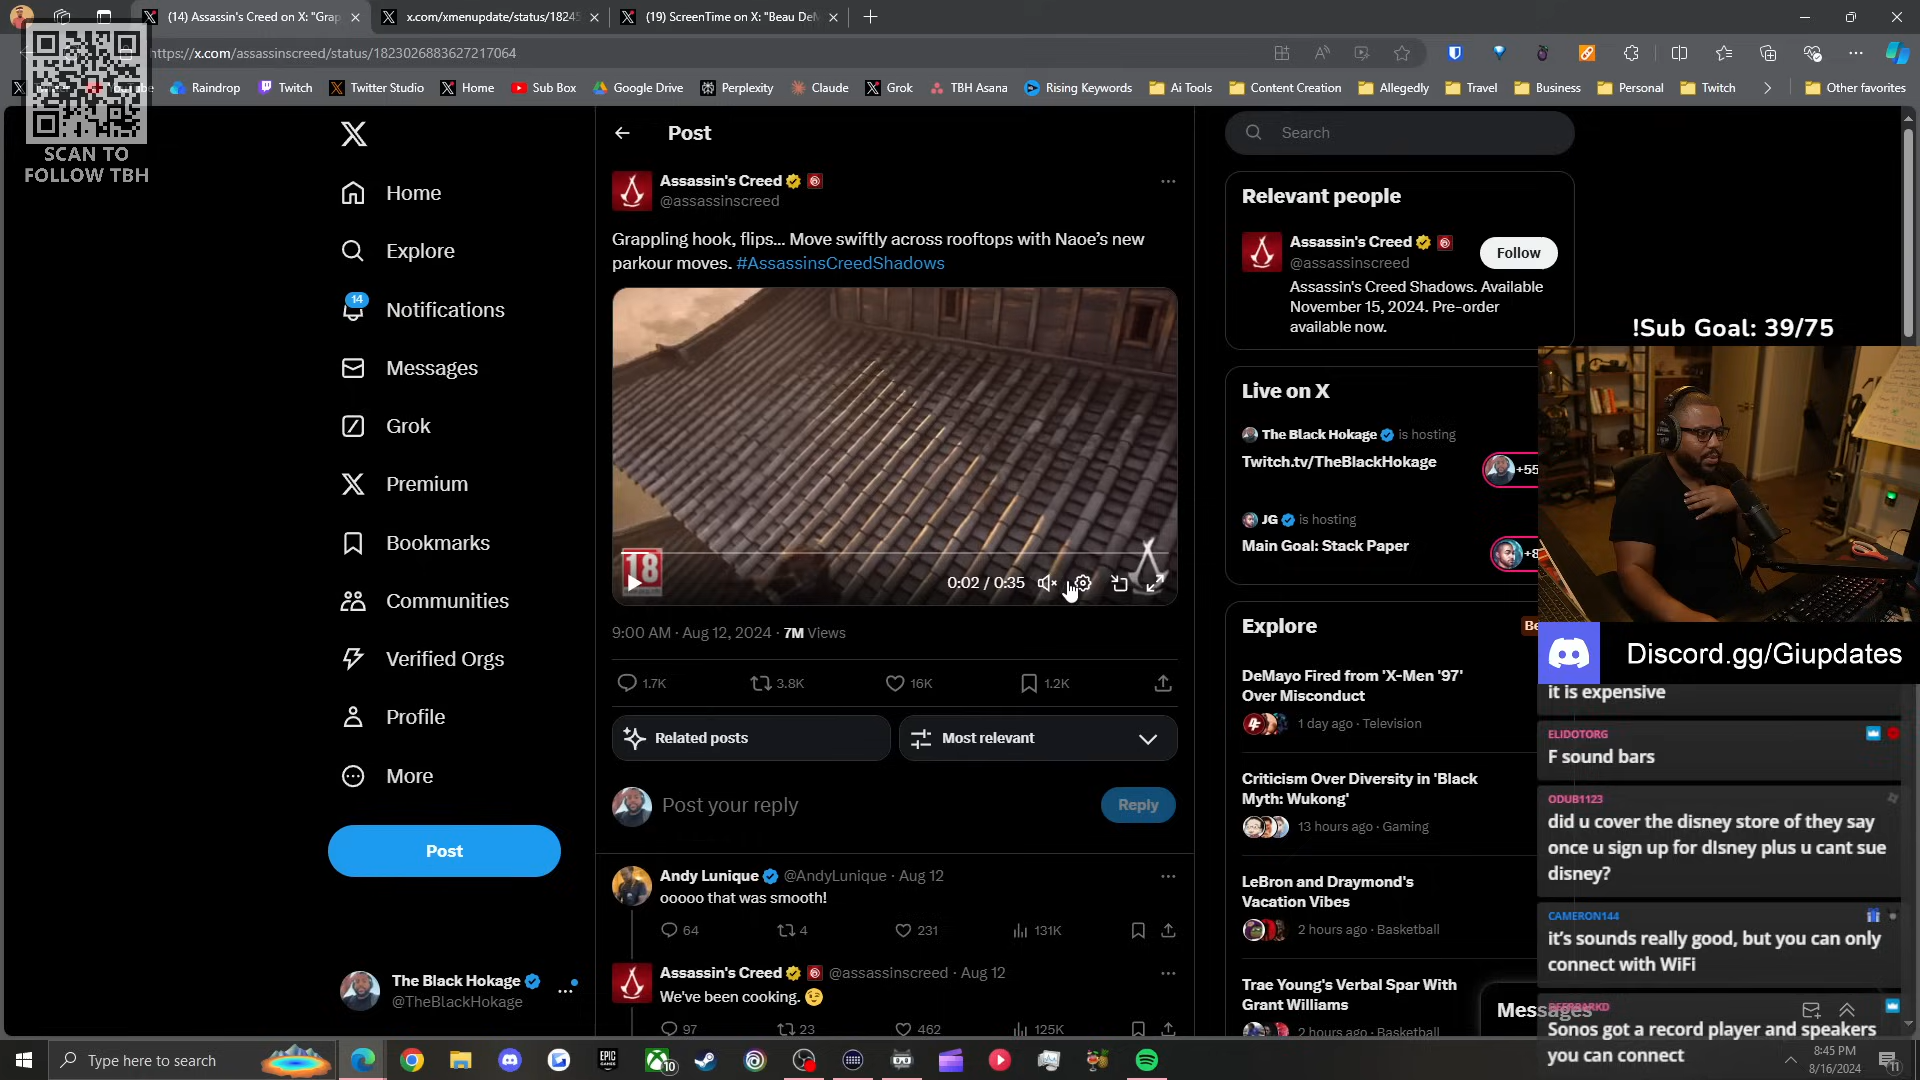 (14) Assassin's Creed on X: "Grap
x.com/xmenupdate/status/18245
(19) ScreenTime on X: "Beau DeM
https://x.com/assassinscreed/status/1823026883627217064
Raindrop
Twitch
Twitter Studio
Home
Sub Box
Google Drive
Perplexity
Claude
Grok
TBH Asana
Rising Keywords
Ai Tools
Content Creation
Allegedly
Travel
Business
Personal
Twitch
Other favorites
SCAN TO
FOLLOW TBH
Home
Explore
14
Notifications
Messages
Grok
Premium
Bookmarks
Communities
Verified Orgs
Profile
More
Post
The Black Hokage
@TheBlackHokage
Post
Assassin's Creed
@assassinscreed
Grappling hook, flips... Move swiftly across rooftops with Naoe's new
parkour moves. #AssassinsCreedShadows
18
0:02 / 0:35
9:00 AM · Aug 12, 2024 · 7M Views
1.7K
3.8K
16K
1.2K
Related posts
Most relevant
Post your reply
Reply
Andy Lunique @AndyLunique · Aug 12
ooooo that was smooth!
64
4
231
131K
Assassin's Creed @assassinscreed · Aug 12
We've been cooking. 😉
97
23
462
125K
Search
Relevant people
Assassin's Creed
@assassinscreed
Follow
Assassin's Creed Shadows. Available
November 15, 2024. Pre-order
available now.
Live on X
The Black Hokage is hosting
Twitch.tv/TheBlackHokage
+55
JG is hosting
Main Goal: Stack Paper
+8
Explore
Be
DeMayo Fired from 'X-Men '97'
Over Misconduct
1 day ago · Television
Criticism Over Diversity in 'Black
Myth: Wukong'
13 hours ago · Gaming
LeBron and Draymond's
Vacation Vibes
2 hours ago · Basketball
Trae Young's Verbal Spar With
Grant Williams
2 hours ago · Basketball
Messages
!Sub Goal: 39/75
Discord.gg/Giupdates
it is expensive
ELIDOTORG
F sound bars
ODUB1123
did u cover the disney store of they say
once u sign up for dIsney plus u cant sue
disney?
CAMERON144
it's sounds really good, but you can only
connect with WiFi
Sonos got a record player and speakers
you can connect
Type here to search
EPIC
GAMES
10
8:45 PM
8/16/2024
11